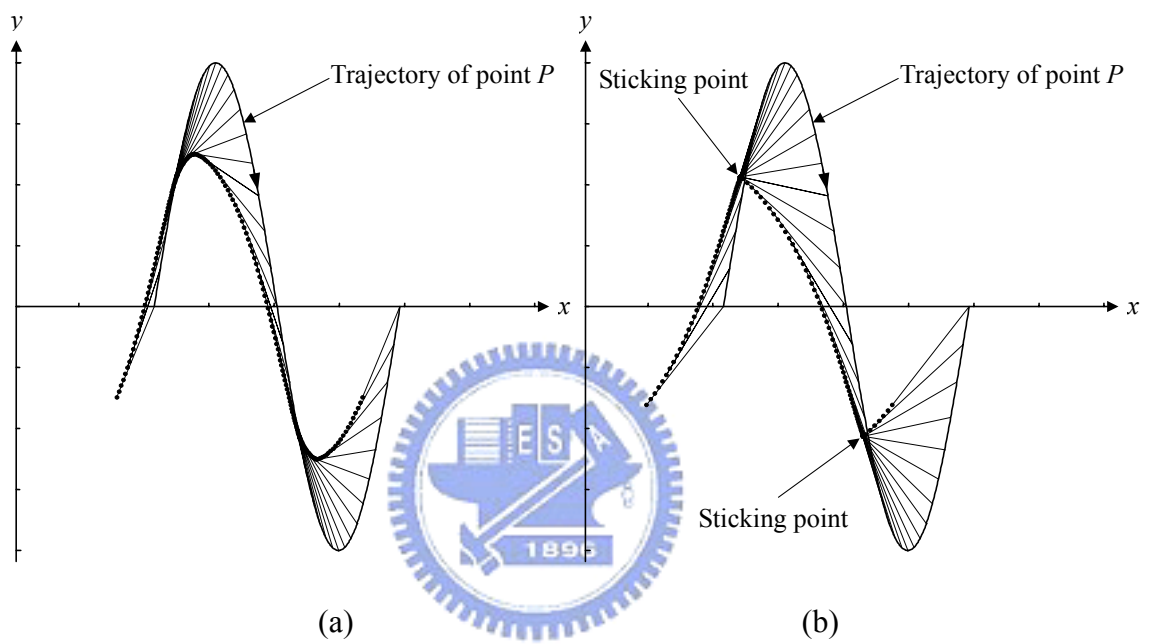 y
Trajectory of point P
x
(a)
y
Sticking point
Trajectory of point P
x
Sticking point
(b)
E S A
1896